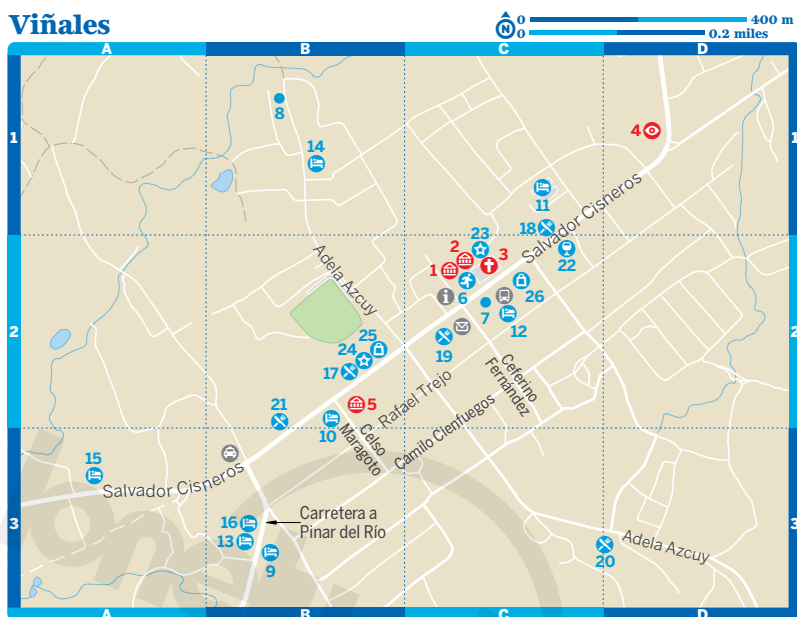 Viñales
N
0 400 m
0 0.2 miles
A B C D
1 1
8
14
4
11
18
Salvador Cisneros
23
2
3
22
1
Adela Azcuy
6
26
7
12
2 2
25
24
19
17
Ceferino
Fernández
Rafael Trejo
5
21
10
Celso
Maragoto
Camilo Cienfuegos
15
Salvador Cisneros
16
Carretera a
Pinar del Río
13
9
3 3
Adela Azcuy
20
A B C D
lonely